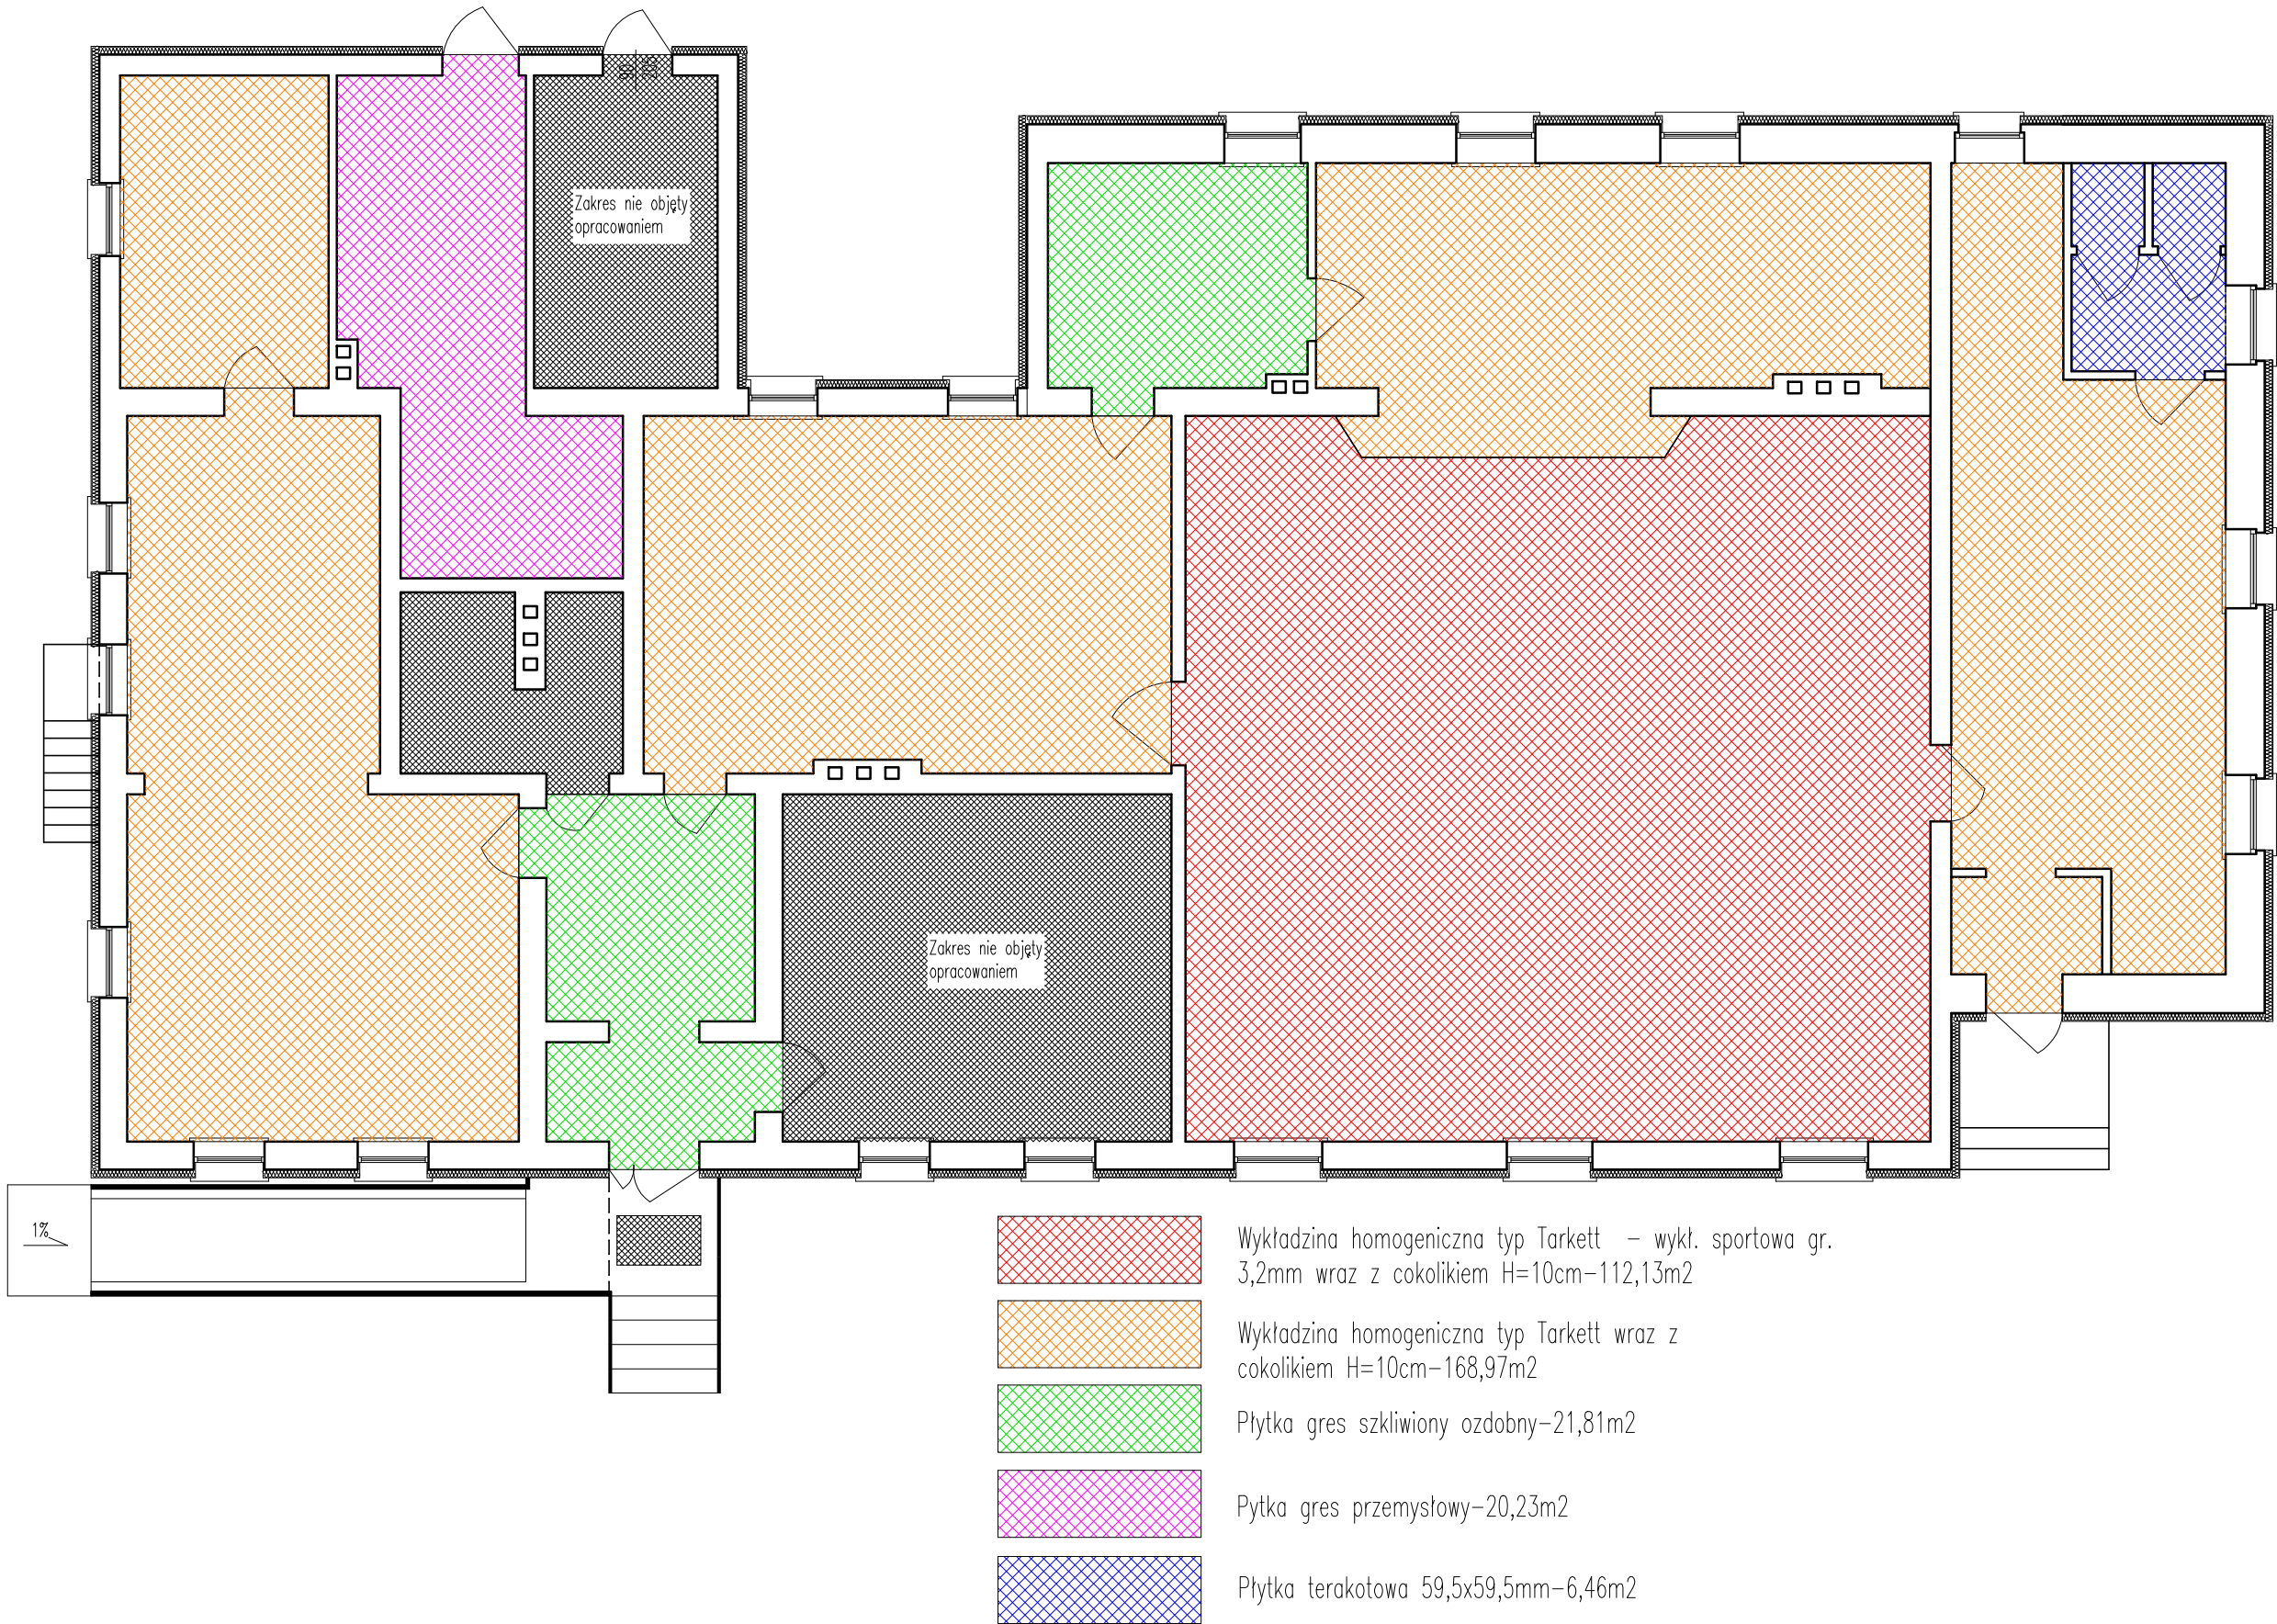 90
205
Zakres nie objęty
opracowaniem
Zakres nie objęty
opracowaniem
1%
Wykładzina homogeniczna typ Tarkett - wykł. sportowa gr.
3,2mm wraz z cokolikiem H=10cm-112,13m2
Wykładzina homogeniczna typ Tarkett wraz z
cokolikiem H=10cm-168,97m2
Płytka gres szkliwiony ozdobny-21,81m2
Pytka gres przemysłowy-20,23m2
Płytka terakotowa 59,5x59,5mm-6,46m2